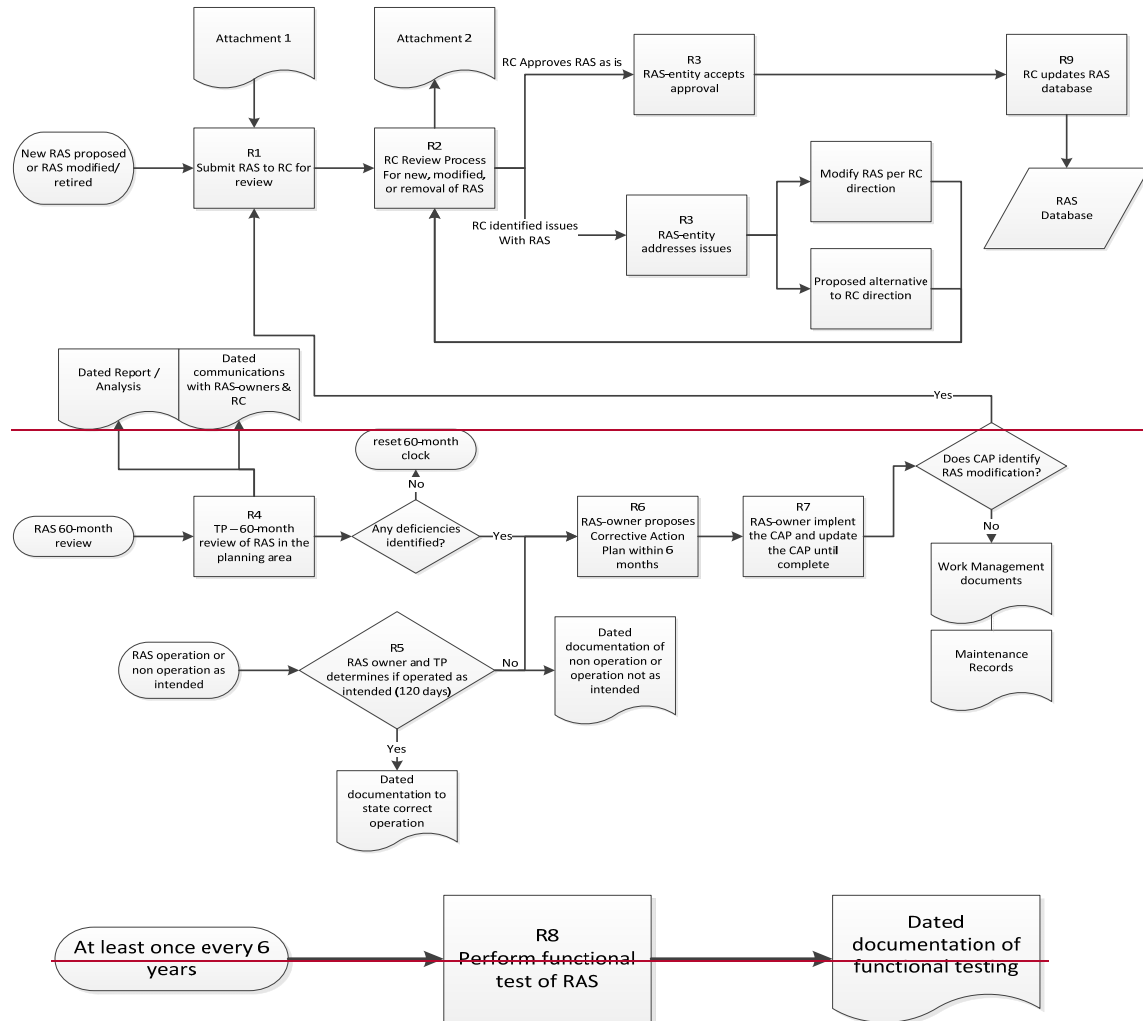 Attachment 1
Attachment 2
RC Approves RAS as is
R3
RAS-entity accepts
approval
R9
RC updates RAS
database
New RAS proposed
or RAS modified/
retired
R1
Submit RAS to RC for
review
R2
RC Review Process
For new, modified,
or removal of RAS
Modify RAS per RC
direction
RAS
Database
RC identified issues
With RAS
R3
RAS-entity
addresses issues
Proposed alternative
to RC direction
Dated Report /
Analysis
Dated
communications
with RAS-owners &
RC
Yes
reset 60-month
clock
No
Does CAP identify
RAS modification?
RAS 60-month
review
R4
TP – 60-month
review of RAS in the
planning area
Any deficiencies
identified?
Yes
R6
RAS-owner proposes
Corrective Action
Plan within 6
months
R7
RAS-owner implent
the CAP and update
the CAP until
complete
No
Work Management
documents
Maintenance
Records
RAS operation or
non operation as
intended
R5
RAS owner and TP
determines if operated as
intended (120 days)
No
Dated
documentation of
non operation or
operation not as
intended
Yes
Dated
documentation to
state correct
operation
At least once every 6
years
R8
Perform functional
test of RAS
Dated
documentation of
functional testing